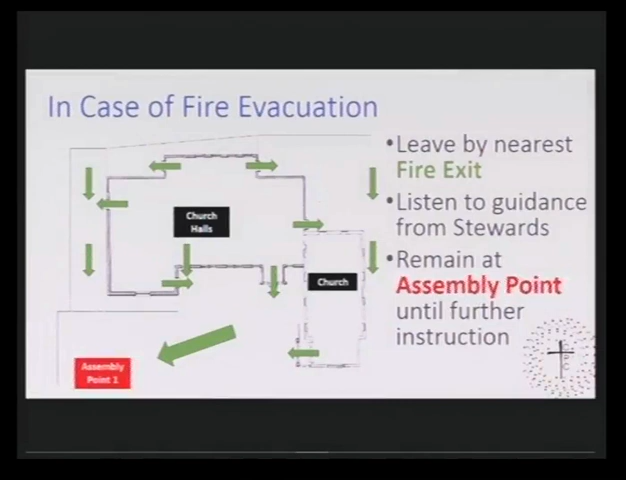 In Case of Fire Evacuation
•Leave by nearest
Fire Exit
•Listen to guidance
from Stewards
•Remain at
Assembly Point
until further
instruction
Church
Halls
Church
Assembly
Point 1